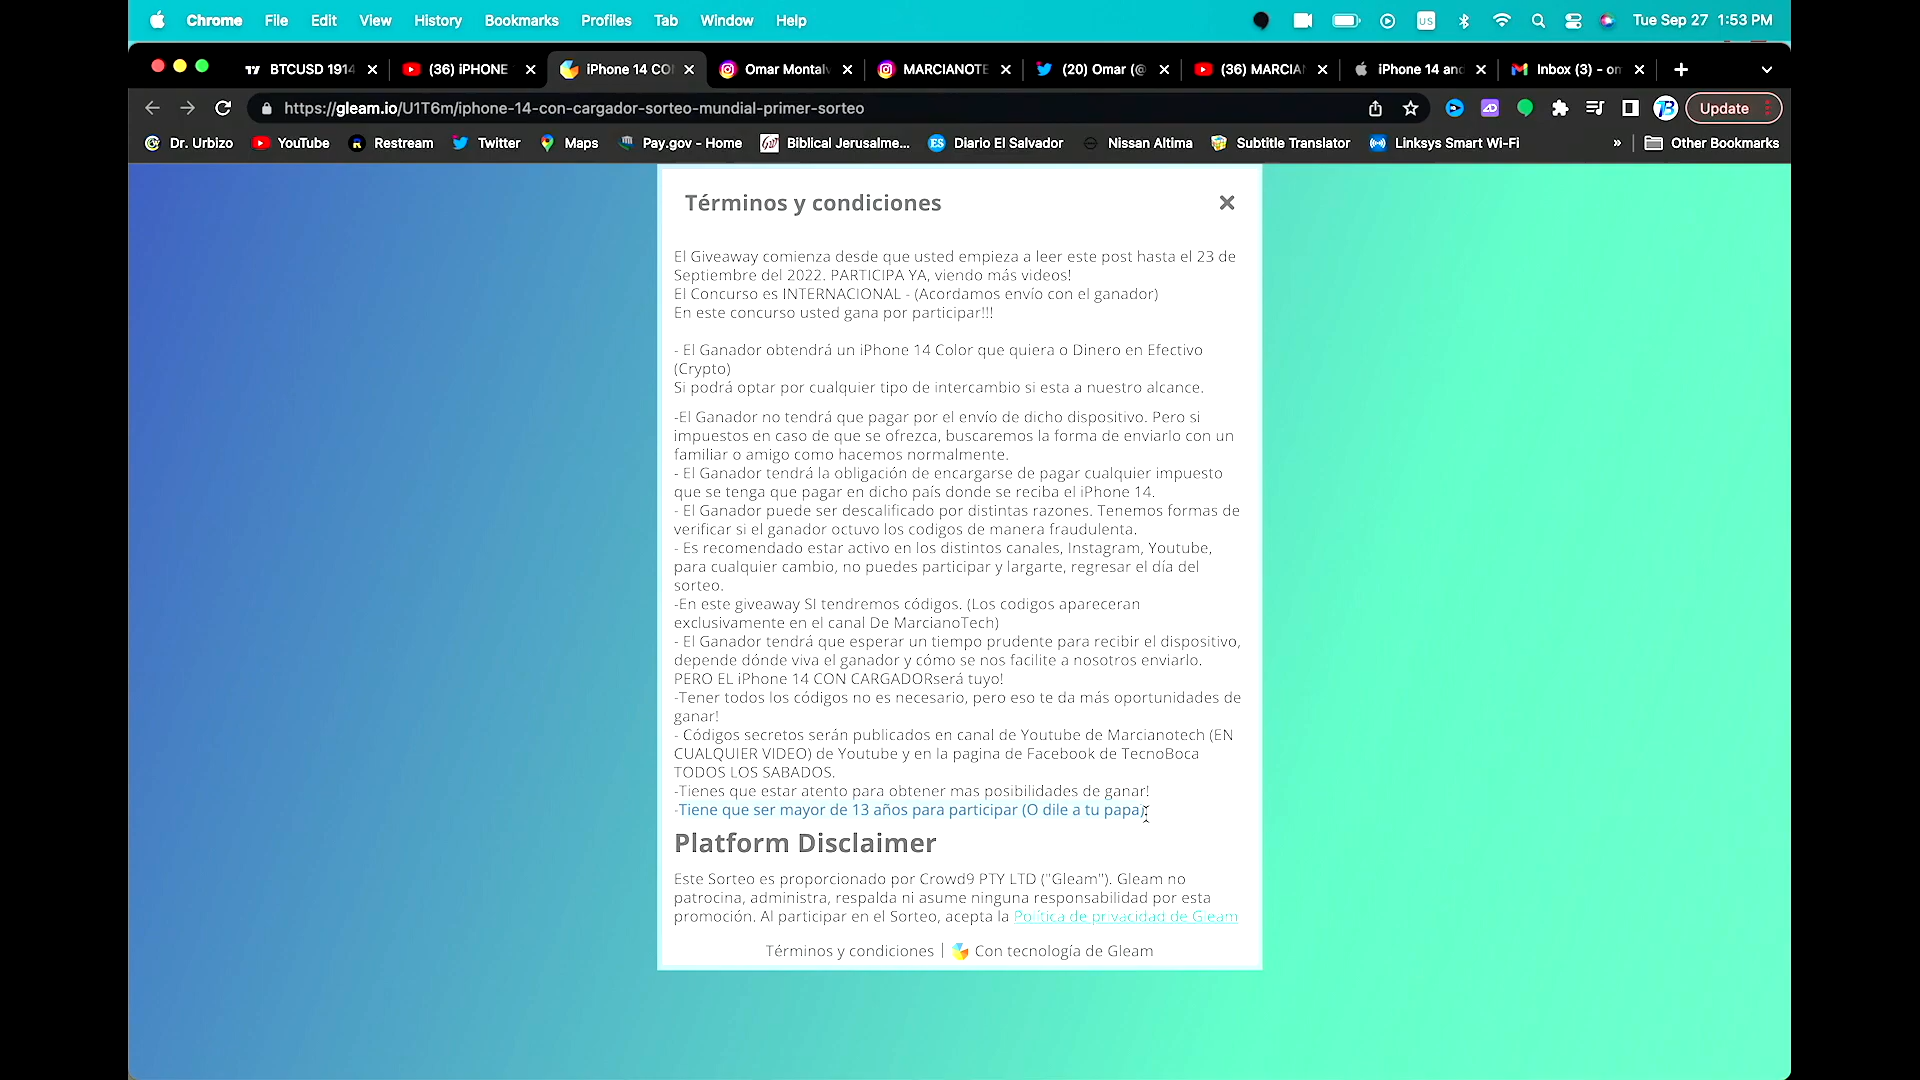 Chrome File Edit View History Bookmarks Profiles Tab Window Help US Tue Sep 27 1:53 PM
BTCUSD 1914 (36) iPHONE iPhone 14 CO Omar Montal MARCIANOTE (20) Omar (@ (36) MARCIA iPhone 14 and Inbox (3) - om
https://gleam.io/U1T6m/iphone-14-con-cargador-sorteo-mundial-primer-sorteo Update
Dr. Urbizo YouTube Restream Twitter Maps Pay.gov - Home Biblical Jerusalme... Diario El Salvador Nissan Altima Subtitle Translator Linksys Smart Wi-Fi » Other Bookmarks
Términos y condiciones
El Giveaway comienza desde que usted empieza a leer este post hasta el 23 de
Septiembre del 2022. PARTICIPA YA, viendo más videos!
El Concurso es INTERNACIONAL - (Acordamos envío con el ganador)
En este concurso usted gana por participar!!!
- El Ganador obtendrá un iPhone 14 Color que quiera o Dinero en Efectivo
(Crypto)
Si podrá optar por cualquier tipo de intercambio si esta a nuestro alcance.
-El Ganador no tendrá que pagar por el envío de dicho dispositivo. Pero si
impuestos en caso de que se ofrezca, buscaremos la forma de enviarlo con un
familiar o amigo como hacemos normalmente.
- El Ganador tendrá la obligación de encargarse de pagar cualquier impuesto
que se tenga que pagar en dicho país donde se reciba el iPhone 14.
- El Ganador puede ser descalificado por distintas razones. Tenemos formas de
verificar si el ganador octuvo los codigos de manera fraudulenta.
- Es recomendado estar activo en los distintos canales, Instagram, Youtube,
para cualquier cambio, no puedes participar y largarte, regresar el día del
sorteo.
-En este giveaway SI tendremos códigos. (Los codigos apareceran
exclusivamente en el canal De MarcianoTech)
- El Ganador tendrá que esperar un tiempo prudente para recibir el dispositivo,
depende dónde viva el ganador y cómo se nos facilite a nosotros enviarlo.
PERO EL iPhone 14 CON CARGADORserá tuyo!
-Tener todos los códigos no es necesario, pero eso te da más oportunidades de
ganar!
- Códigos secretos serán publicados en canal de Youtube de Marcianotech (EN
CUALQUIER VIDEO) de Youtube y en la pagina de Facebook de TecnoBoca
TODOS LOS SABADOS.
-Tienes que estar atento para obtener mas posibilidades de ganar!
-Tiene que ser mayor de 13 años para participar (O dile a tu papa)
Platform Disclaimer
Este Sorteo es proporcionado por Crowd9 PTY LTD ("Gleam"). Gleam no
patrocina, administra, respalda ni asume ninguna responsabilidad por esta
promoción. Al participar en el Sorteo, acepta la Política de privacidad de Gleam
Términos y condiciones | Con tecnología de Gleam